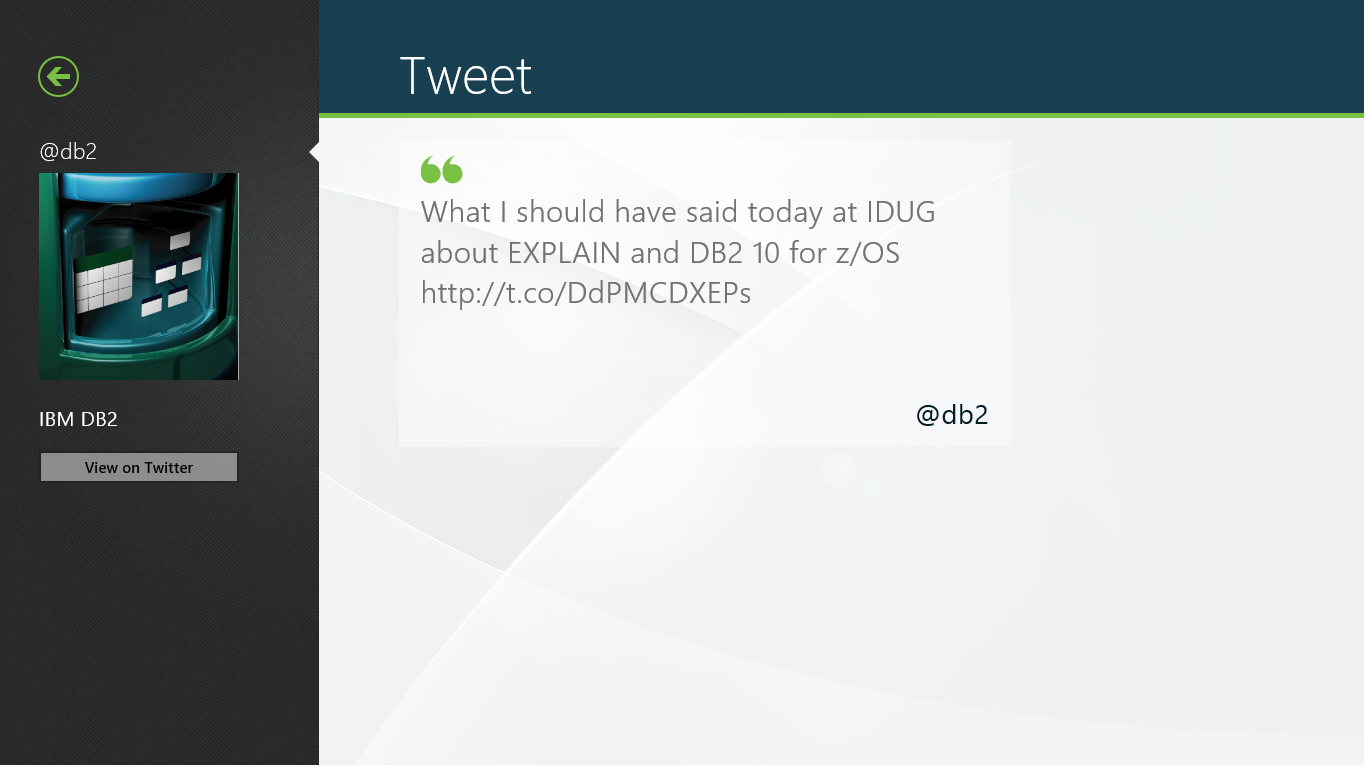 Tweet
@db2
IBM DB2
View on Twitter
What I should have said today at IDUG
about EXPLAIN and DB2 10 for z/OS
http://t.co/DdPMCDXEPs
@db2